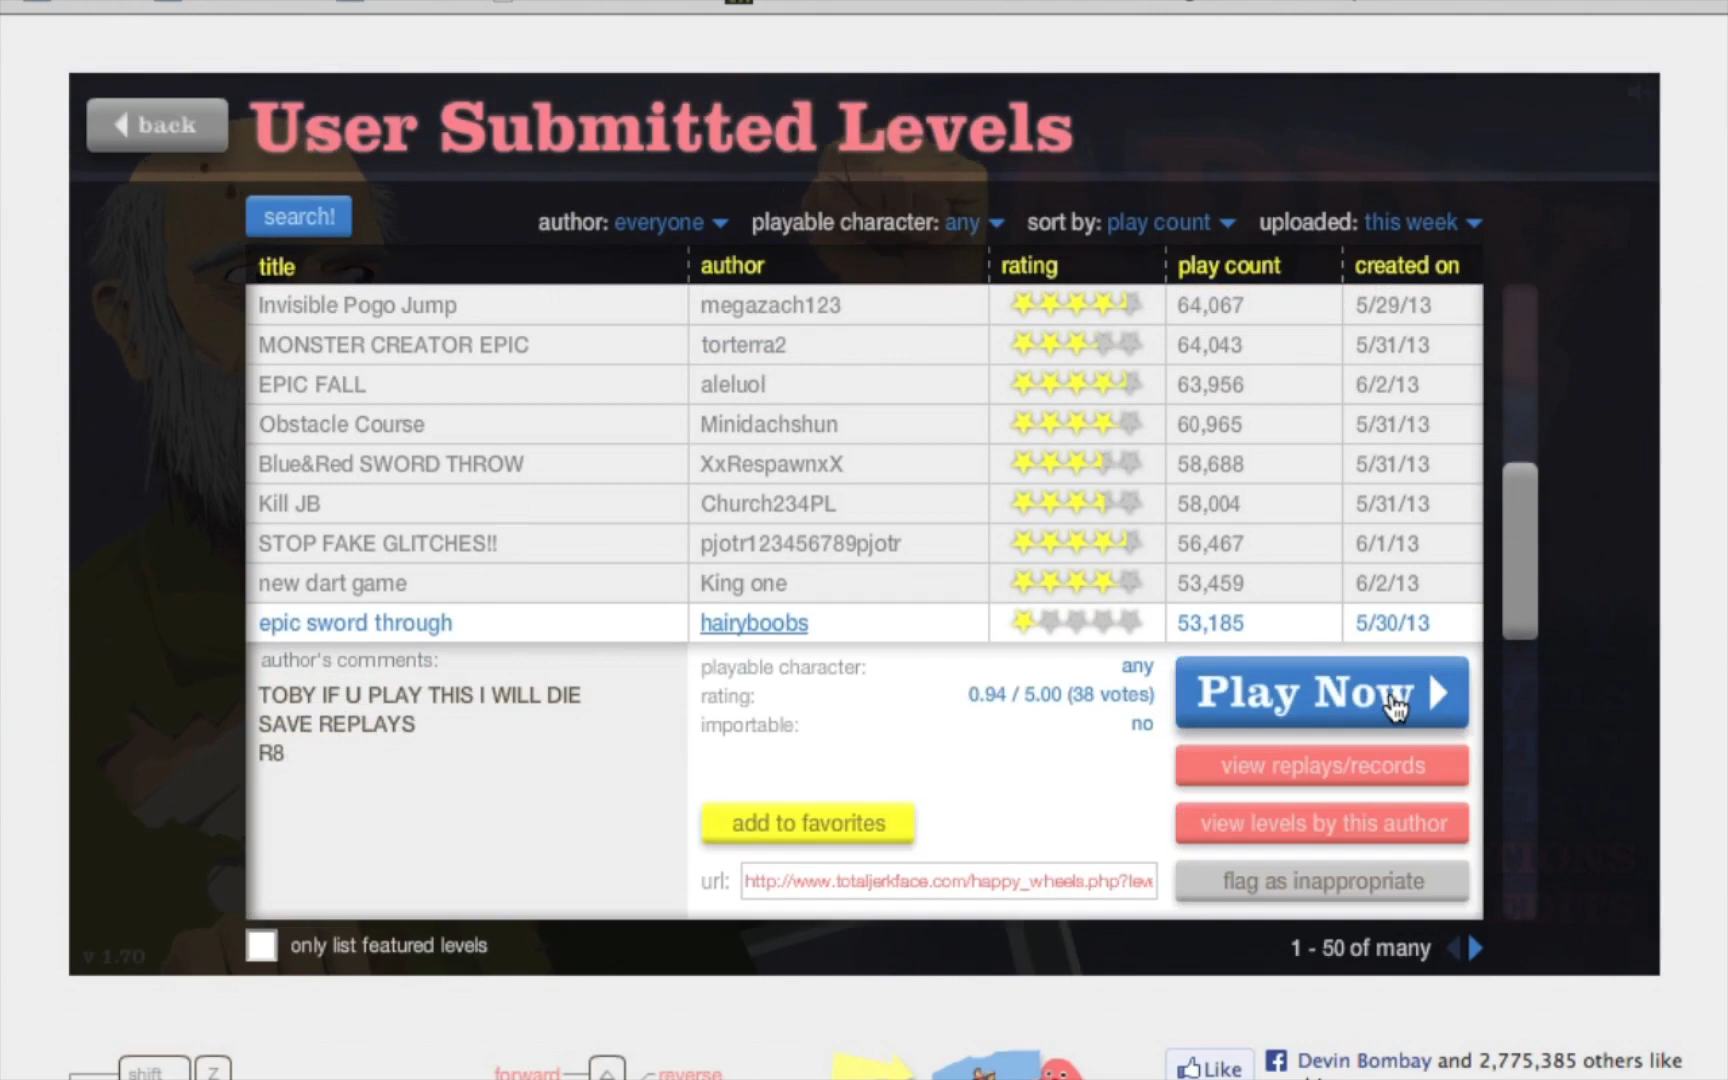 back
User Submitted Levels
search!
author: everyone
playable character: any
sort by: play count
uploaded: this week
title author rating play count created on
Invisible Pogo Jump megazach123 64,067 5/29/13
MONSTER CREATOR EPIC torterra2 64,043 5/31/13
EPIC FALL aleluol 63,956 6/2/13
Obstacle Course Minidachshun 60,965 5/31/13
Blue&Red SWORD THROW XxRespawnxX 58,688 5/31/13
Kill JB Church234PL 58,004 5/31/13
STOP FAKE GLITCHES!! pjotr123456789pjotr 56,467 6/1/13
new dart game King one 53,459 6/2/13
epic sword through hairyboobs 53,185 5/30/13
author's comments:
TOBY IF U PLAY THIS I WILL DIE
SAVE REPLAYS
R8
playable character: any
rating: 0.94 / 5.00 (38 votes)
importable: no
add to favorites
url: http://www.totaljerkface.com/happy_wheels.php?leve
Play Now
view replays/records
view levels by this author
flag as inappropriate
v 1.70
only list featured levels
1 - 50 of many
shift Z
forward reverse
Like
Devin Bombay and 2,775,385 others like